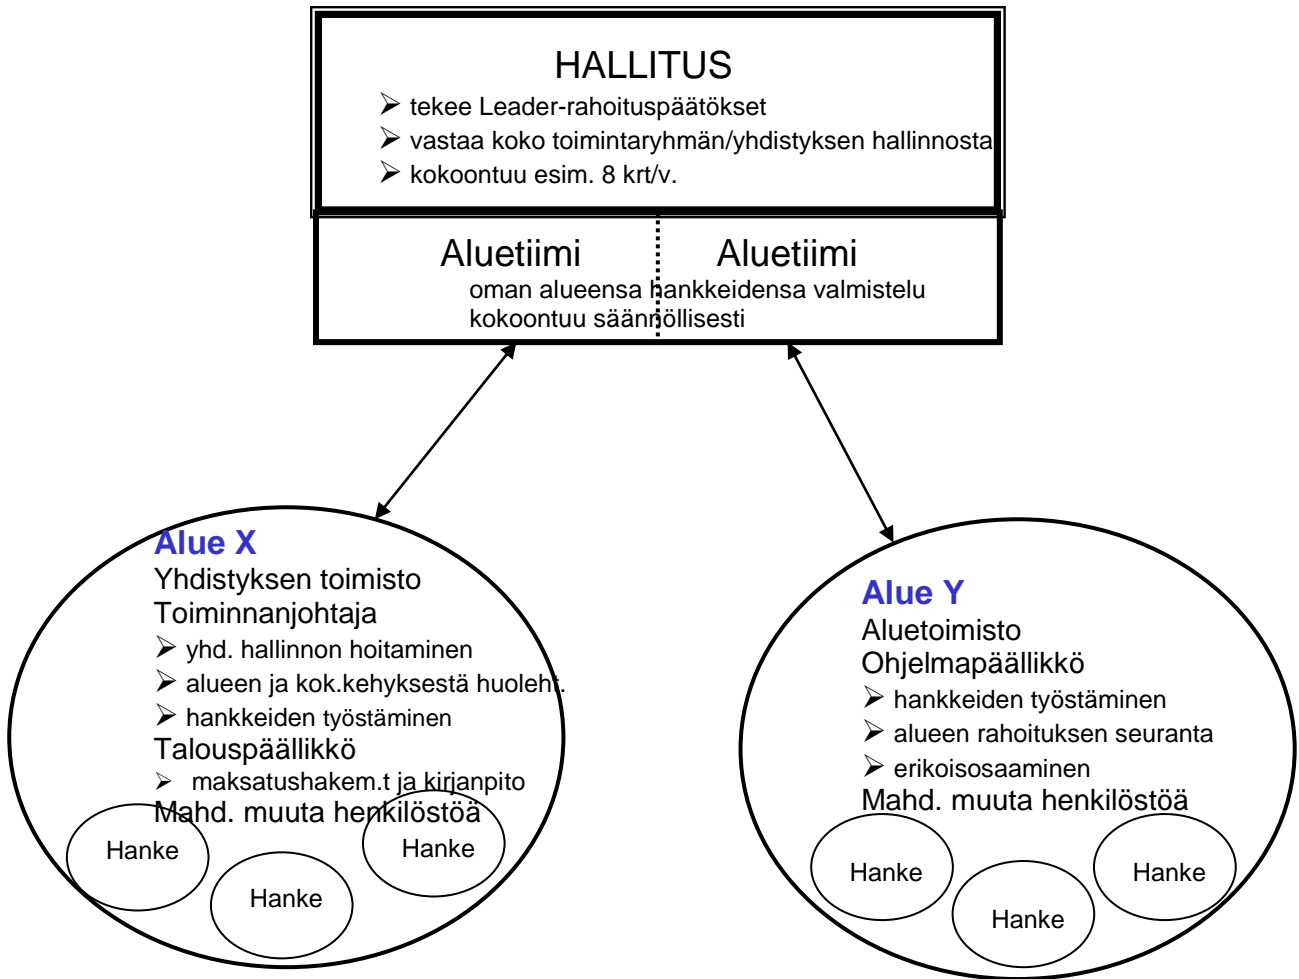 HALLITUS
➢ tekee Leader-rahoituspäätökset
➢ vastaa koko toimintaryhmän/yhdistyksen hallinnosta
➢ kokoontuu esim. 8 krt/v.
Aluetiimi Aluetiimi
oman alueensa hankkeidensa valmistelu
kokoontuu säännöllisesti
Alue X
Yhdistyksen toimisto
Toiminnanjohtaja
➢ yhd. hallinnon hoitaminen
➢ alueen ja kok.kehyksestä huoleht.
➢ hankkeiden työstäminen
Talouspäällikkö
➢ maksatushakem.t ja kirjanpito
Mahd. muuta henkilöstöä
Hanke
Hanke
Hanke
Alue Y
Aluetoimisto
Ohjelmapäällikkö
➢ hankkeiden työstäminen
➢ alueen rahoituksen seuranta
➢ erikoisosaaminen
Mahd. muuta henkilöstöä
Hanke
Hanke
Hanke